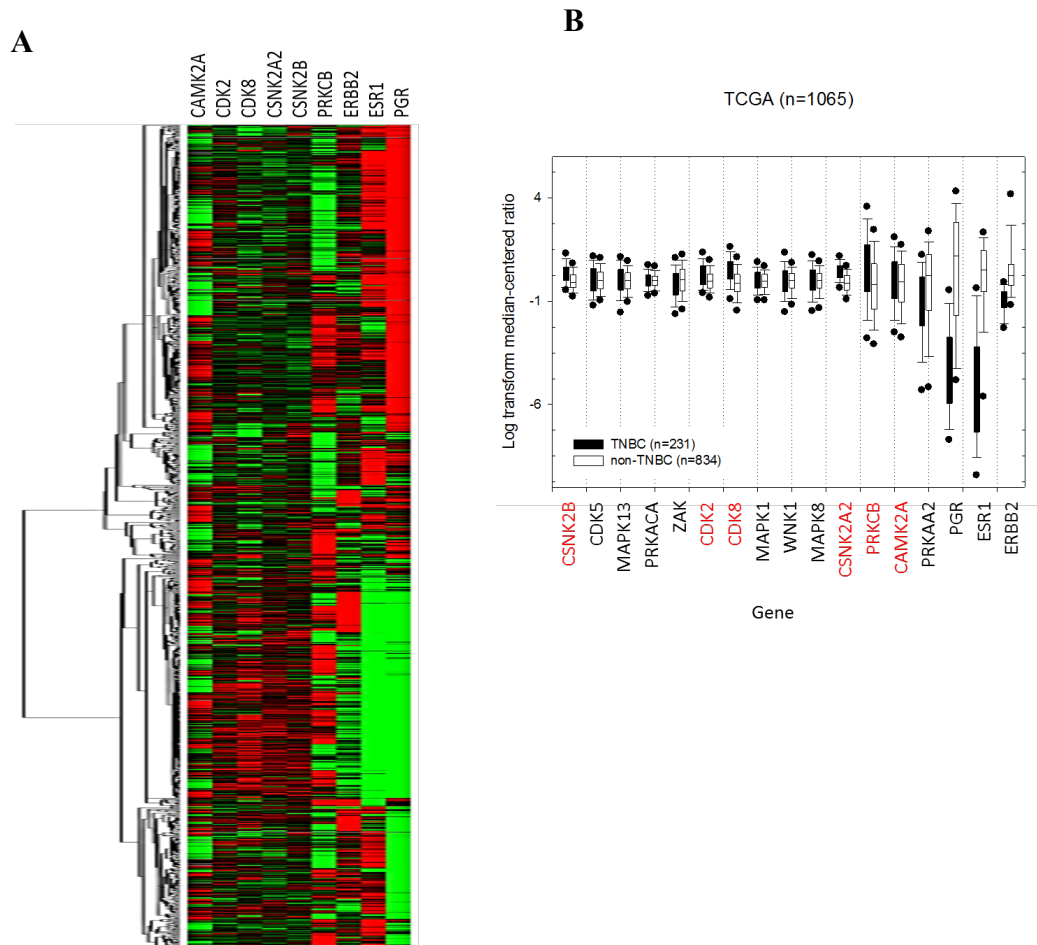 A
CAMK2A
CDK2
CDK8
CSNK2A2
CSNK2B
PRKCB
ERBB2
ESR1
PGR
B
TCGA (n=1065)
Log transform median-centered ratio
4
-1
-6
TNBC (n=231)
non-TNBC (n=834)
CSNK2B
CDK5
MAPK13
PRKACA
ZAK
CDK2
CDK8
MAPK1
WNK1
MAPK8
CSNK2A2
PRKCB
CAMK2A
PRKAA2
PGR
ESR1
ERBB2
Gene